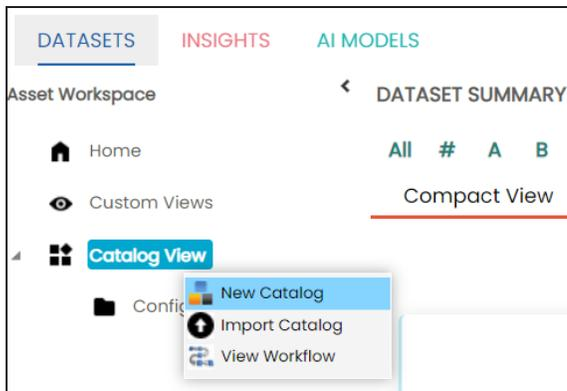 DATASETS INSIGHTS AI MODELS
Asset Workspace
DATASET SUMMARY
Home
All # A B
Custom Views
Compact View
Catalog View
New Catalog
Import Catalog
View Workflow